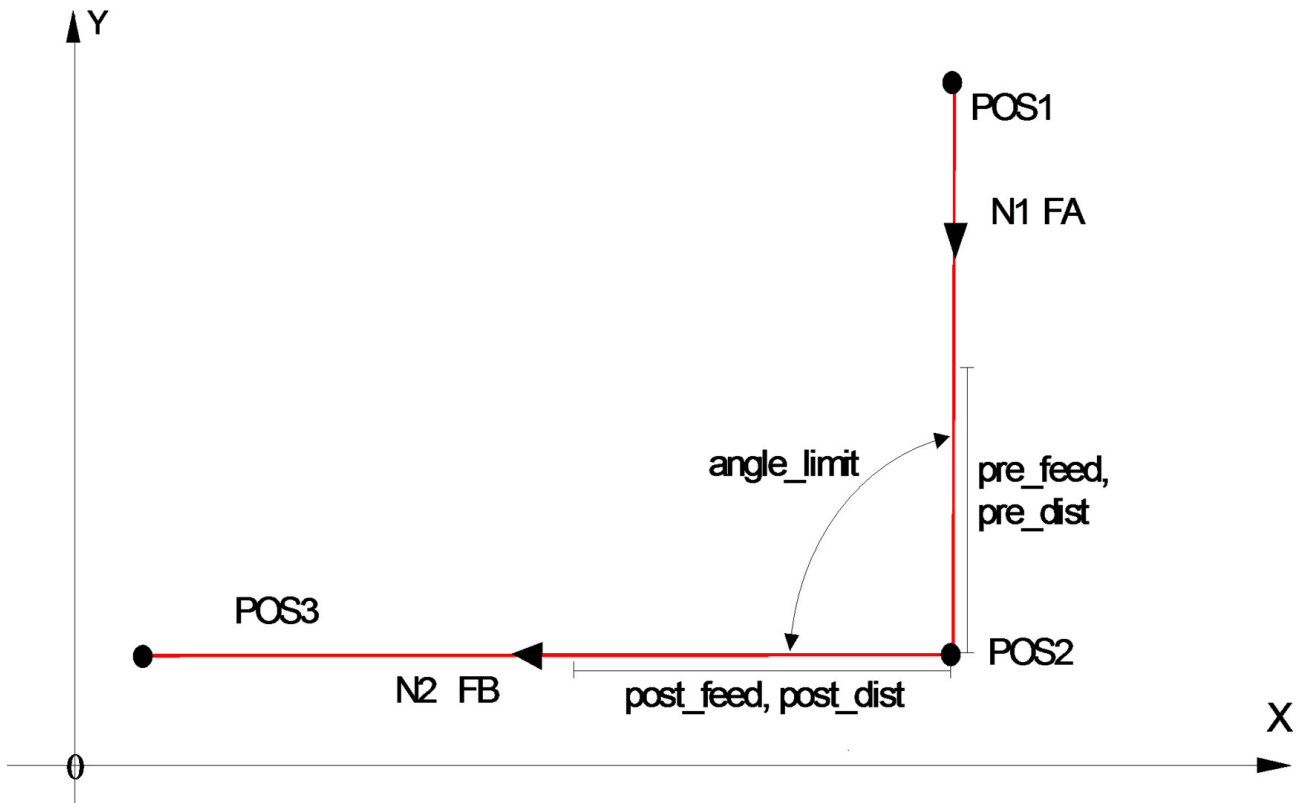 Y
POS1
N1 FA
angle_limit
pre_feed,
pre_dist
POS3
POS2
N2 FB
post_feed, post_dist
X
0